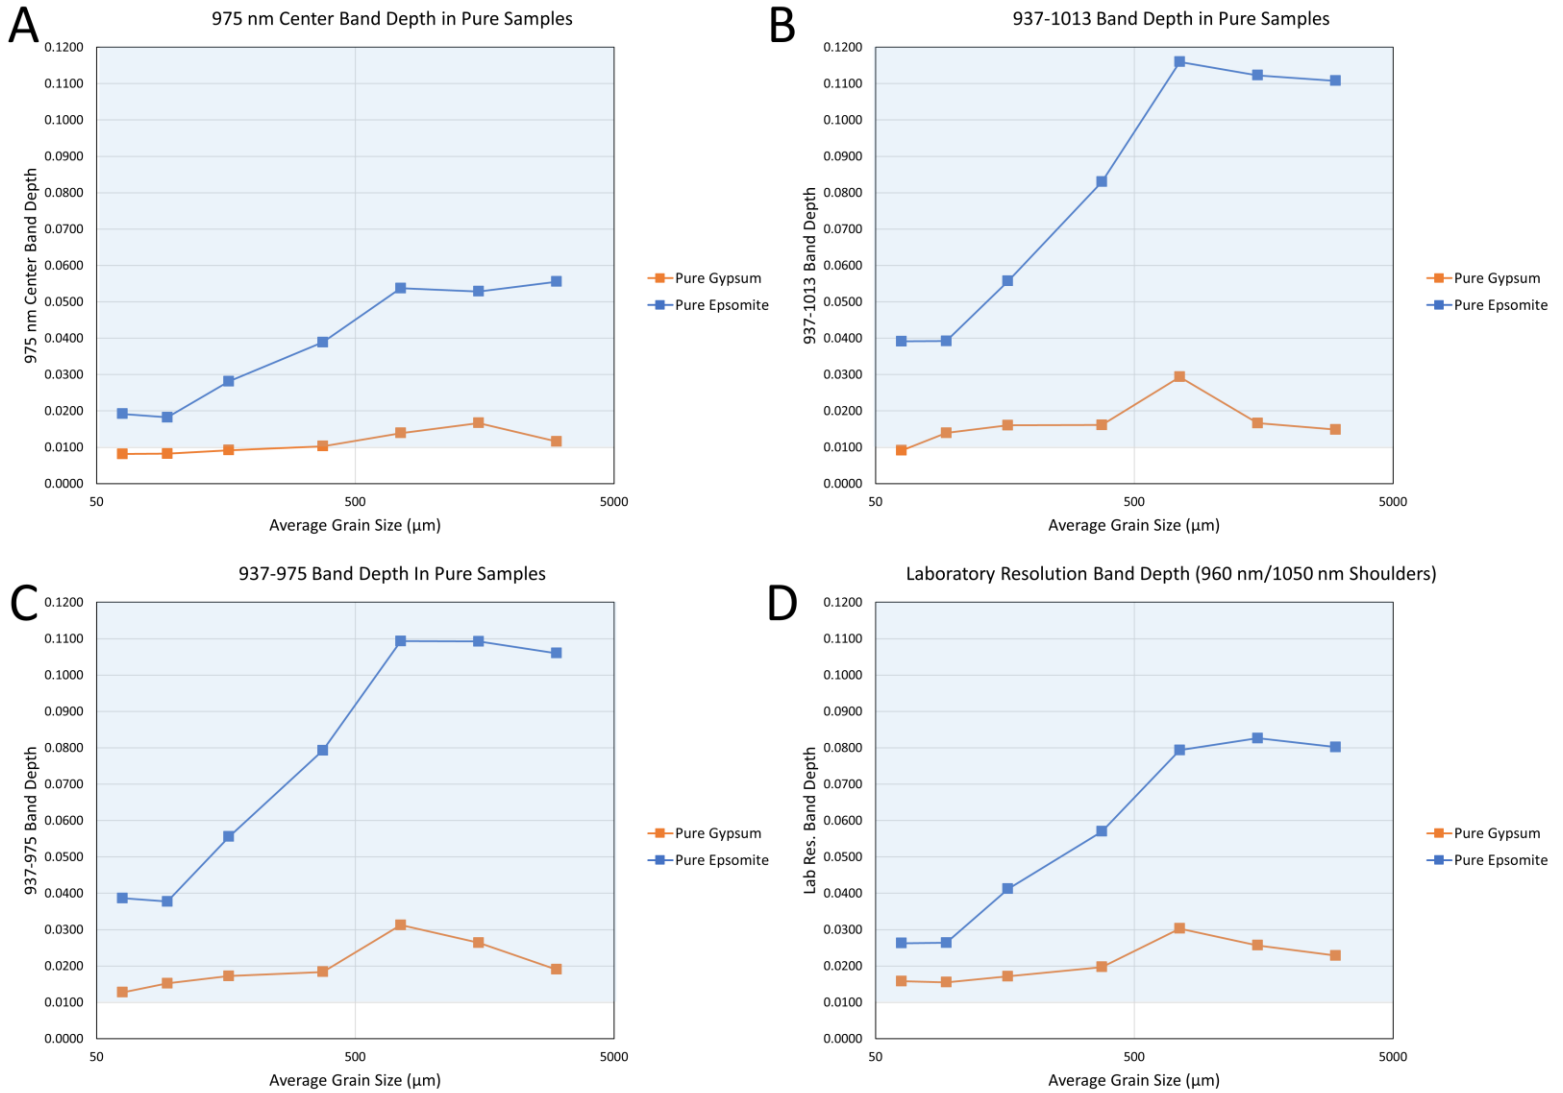 A
975 nm Center Band Depth in Pure Samples
0.1200
0.1100
0.1000
0.0900
0.0800
0.0700
0.0600
0.0500
0.0400
0.0300
0.0200
0.0100
0.0000
975 nm Center Band Depth
50
500
5000
Average Grain Size (µm)
Pure Gypsum
Pure Epsomite
B
937-1013 Band Depth in Pure Samples
0.1200
0.1100
0.1000
0.0900
0.0800
0.0700
0.0600
0.0500
0.0400
0.0300
0.0200
0.0100
0.0000
937-1013 Band Depth
50
500
5000
Average Grain Size (µm)
Pure Gypsum
Pure Epsomite
C
937-975 Band Depth In Pure Samples
0.1200
0.1100
0.1000
0.0900
0.0800
0.0700
0.0600
0.0500
0.0400
0.0300
0.0200
0.0100
0.0000
937-975 Band Depth
50
500
5000
Average Grain Size (µm)
Pure Gypsum
Pure Epsomite
D
Laboratory Resolution Band Depth (960 nm/1050 nm Shoulders)
0.1200
0.1100
0.1000
0.0900
0.0800
0.0700
0.0600
0.0500
0.0400
0.0300
0.0200
0.0100
0.0000
Lab Res. Band Depth
50
500
5000
Average Grain Size (µm)
Pure Gypsum
Pure Epsomite